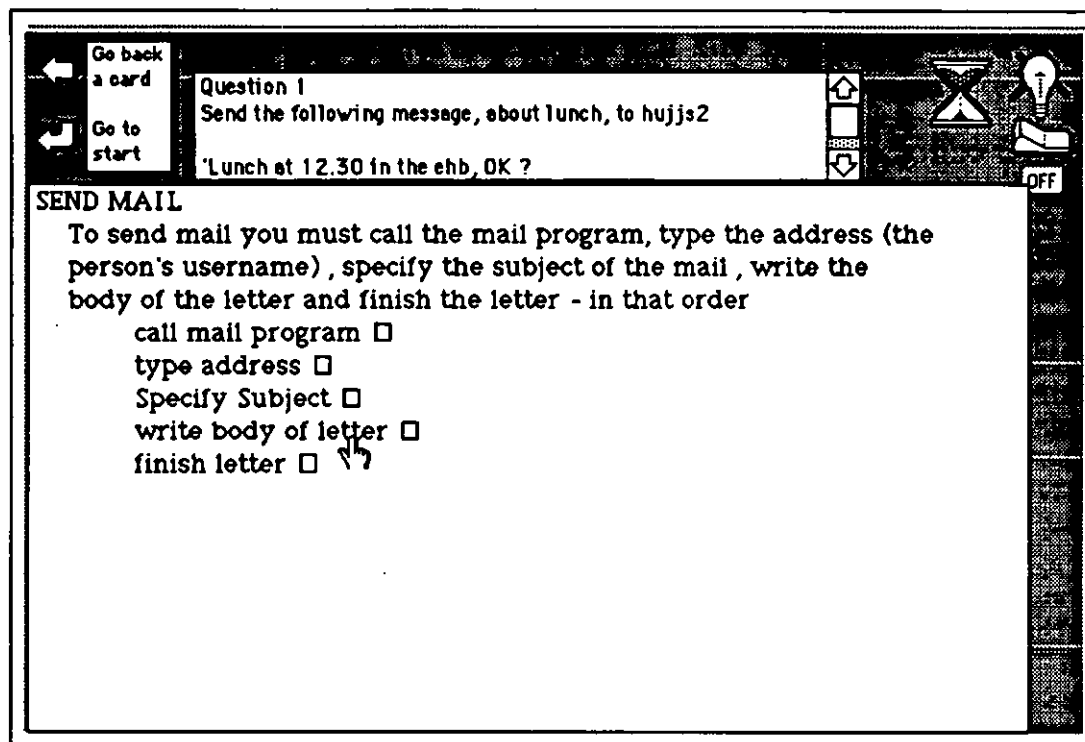 Go back
a card
Go to
start
Question 1
Send the following message, about lunch, to hujjs2
'Lunch at 12.30 in the ehb, OK ?
OFF
SEND MAIL
To send mail you must call the mail program, type the address (the
person's username) , specify the subject of the mail , write the
body of the letter and finish the letter - in that order
call mail program
type address
Specify Subject
write body of letter
finish letter